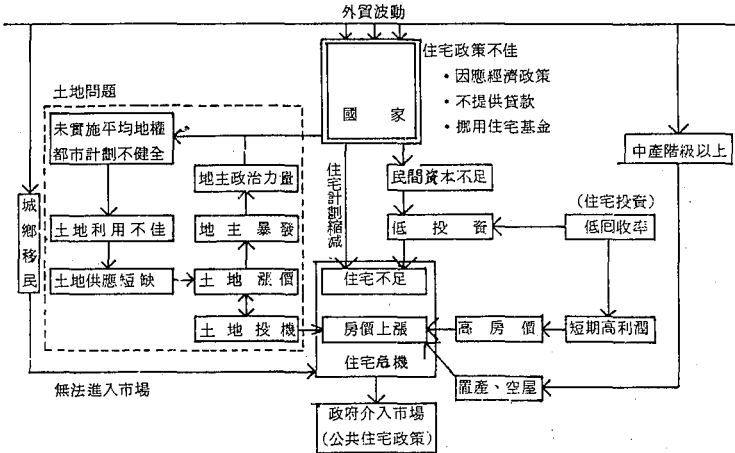 外貿波動
住宅政策不佳
・因應經濟政策
・不提供貸款
・挪用住宅基金
國家
土地問題
未實施平均地權
都市計劃不健全
地主政治力量
住宅計劃縮減
民間資本不足
中產階級以上
城鄉移民
土地利用不佳
地主暴發
低投資
(住宅投資)
低回收率
土地供應短缺
土地漲價
住宅不足
土地投機
房價上漲
高房價
短期高利潤
住宅危機
無法進入市場
置產、空屋
政府介入市場
(公共住宅政策)